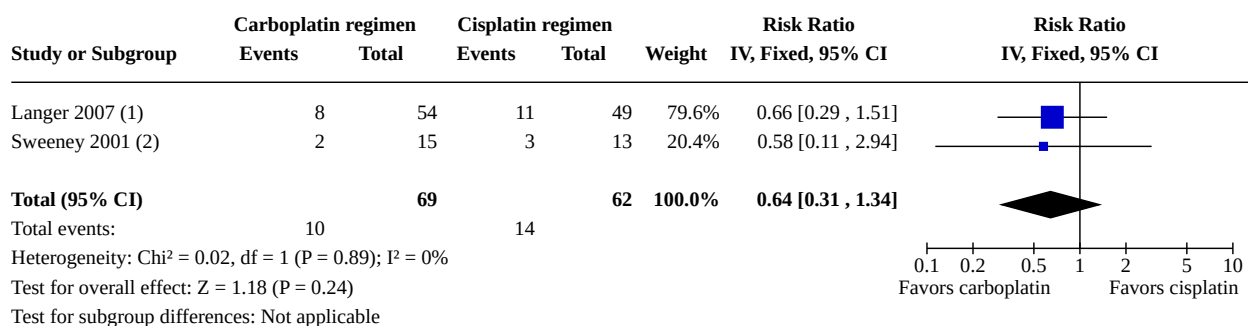 Carboplatin regimen Cisplatin regimen Risk Ratio Risk Ratio
Study or Subgroup Events Total Events Total Weight IV, Fixed, 95% CI IV, Fixed, 95% CI
Langer 2007 (1) 8 54 11 49 79.6% 0.66 [0.29 , 1.51]
Sweeney 2001 (2) 2 15 3 13 20.4% 0.58 [0.11 , 2.94]
Total (95% CI) 69 62 100.0% 0.64 [0.31 , 1.34]
Total events: 10 14
Heterogeneity: Chi² = 0.02, df = 1 (P = 0.89); I² = 0%
Test for overall effect: Z = 1.18 (P = 0.24)
Test for subgroup differences: Not applicable
0.1 0.2 0.5 1 2 5 10
Favors carboplatin Favors cisplatin